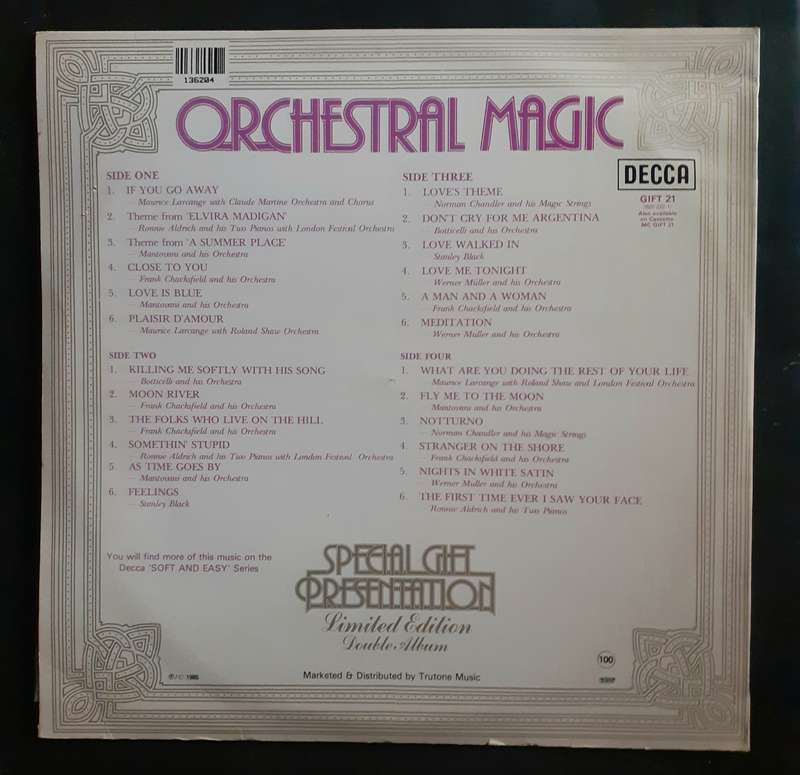 136204
ORCHESTRAL MAGIC
DECCA
GIFT 21
Also available
on Cassette
MC GIFT 21
SIDE ONE
1. IF YOU GO AWAY
— Maurice Larcange with Claude Martine Orchestra and Chorus
2. Theme from 'ELVIRA MADIGAN'
— Ronnie Aldrich and his Two Pianos with London Festival Orchestra
3. Theme from 'A SUMMER PLACE'
— Mantovani and his Orchestra
4. CLOSE TO YOU
— Frank Chacksfield and his Orchestra
5. LOVE IS BLUE
— Mantovani and his Orchestra
6. PLAISIR D'AMOUR
— Maurice Larcange with Roland Shaw Orchestra
SIDE TWO
1. KILLING ME SOFTLY WITH HIS SONG
— Botticelli and his Orchestra
2. MOON RIVER
— Frank Chacksfield and his Orchestra
3. THE FOLKS WHO LIVE ON THE HILL
— Frank Chacksfield and his Orchestra
4. SOMETHIN' STUPID
— Ronnie Aldrich and his Two Pianos with London Festival Orchestra
5. AS TIME GOES BY
— Mantovani and his Orchestra
6. FEELINGS
— Stanley Black
SIDE THREE
1. LOVE'S THEME
— Norman Chandler and his Magic Strings
2. DON'T CRY FOR ME ARGENTINA
— Botticelli and his Orchestra
3. LOVE WALKED IN
— Stanley Black
4. LOVE ME TONIGHT
— Werner Müller and his Orchestra
5. A MAN AND A WOMAN
— Frank Chacksfield and his Orchestra
6. MEDITATION
— Werner Muller and his Orchestra
SIDE FOUR
1. WHAT ARE YOU DOING THE REST OF YOUR LIFE
— Maurice Larcange with Roland Shaw and London Festival Orchestra
2. FLY ME TO THE MOON
— Mantovani and his Orchestra
3. NOTTURNO
— Norman Chandler and his Magic Strings
4. STRANGER ON THE SHORE
— Frank Chacksfield and his Orchestra
5. NIGHTS IN WHITE SATIN
— Werner Muller and his Orchestra
6. THE FIRST TIME EVER I SAW YOUR FACE
Ronnie Aldrich and his Two Pianos
You will find more of this music on the
Decca 'SOFT AND EASY' Series
SPECIAL GIFT
PRESENTATION
Limited Edition
Double Album
℗ © 1985
Marketed & Distributed by Trutone Music
100